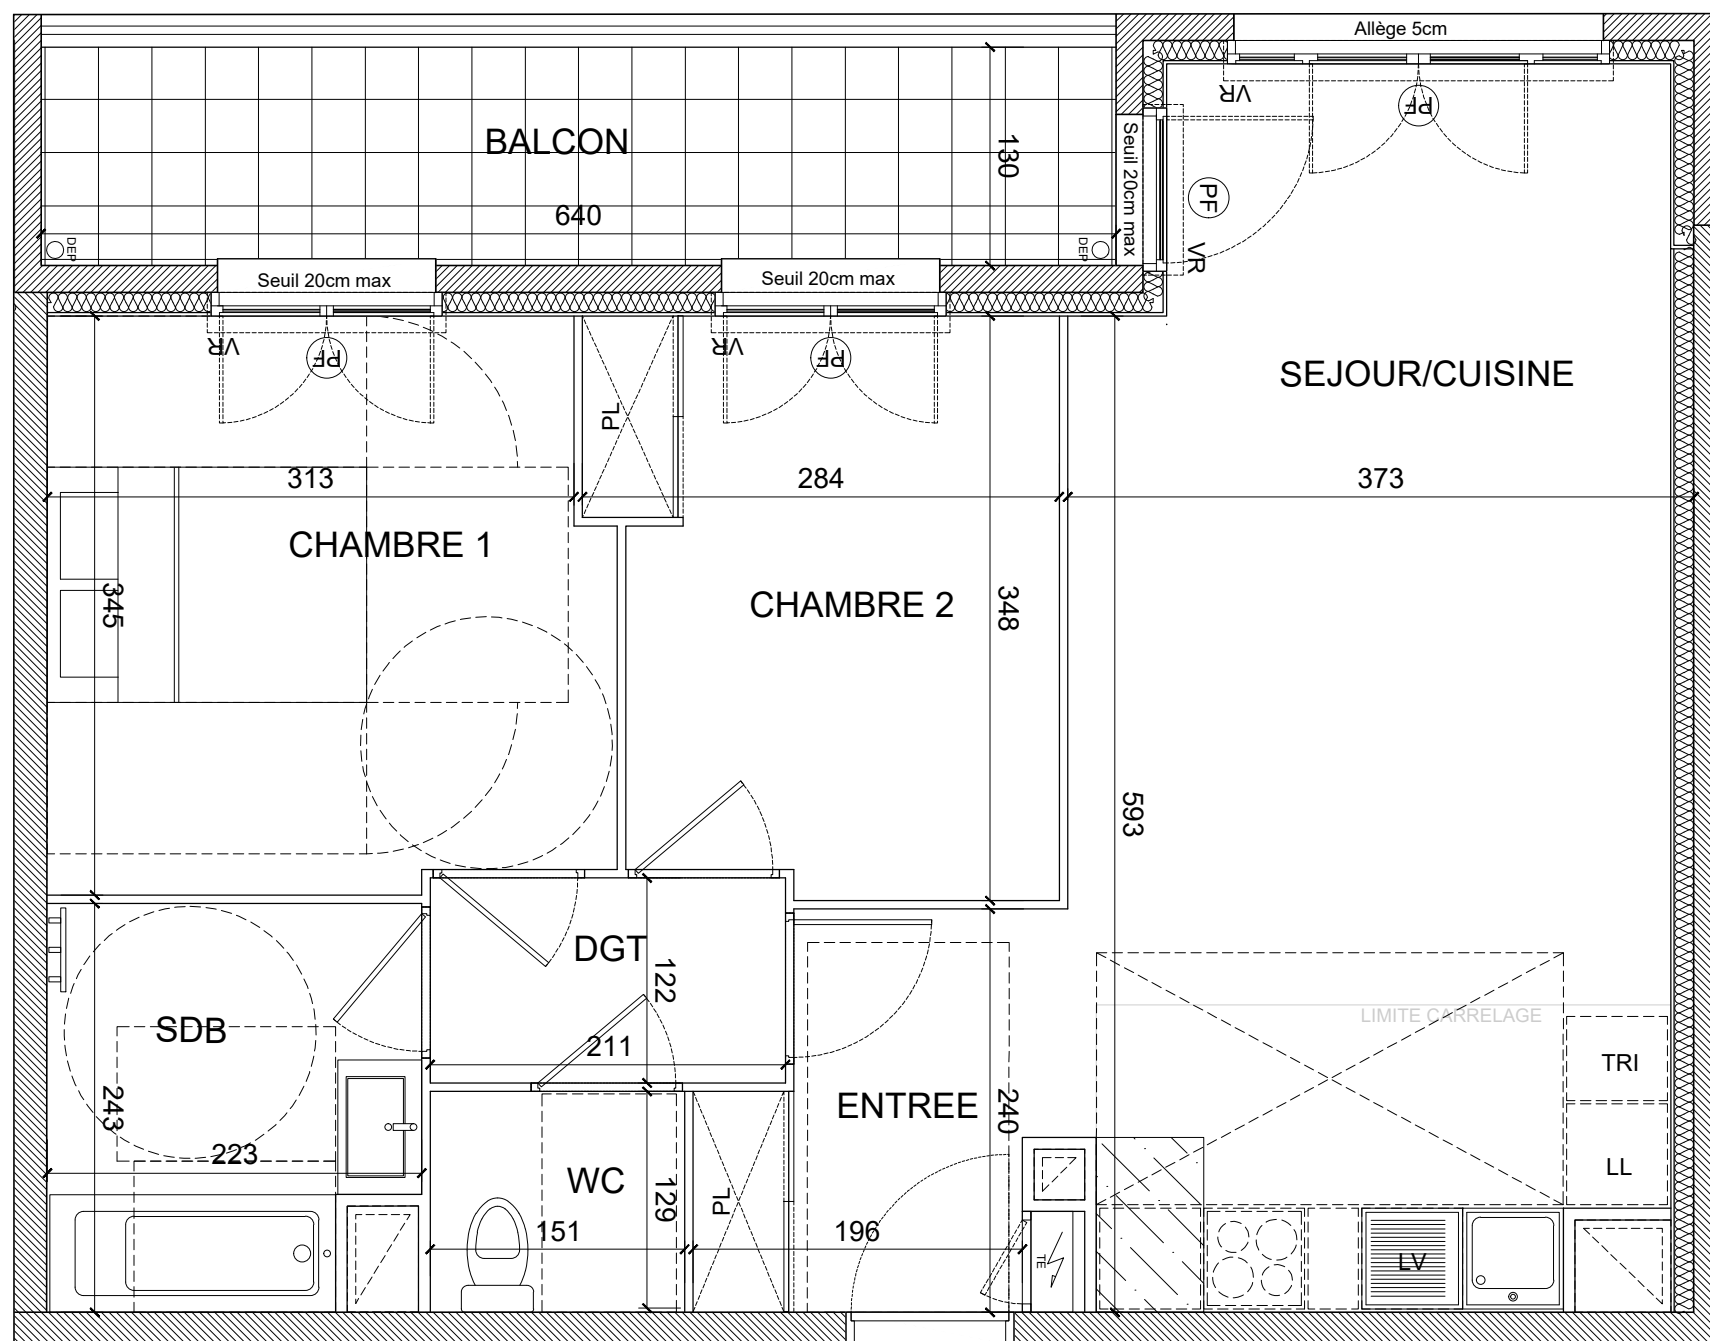 Allège 5cm
VR
PF
BALCON
130
Seuil 20cm max
PF
640
DEP
DEP
VR
Seuil 20cm max
Seuil 20cm max
VR
PF
VR
PF
SEJOUR/CUISINE
PL
313
284
373
CHAMBRE 1
345
CHAMBRE 2
348
593
DGT
122
LIMITE CARRELAGE
SDB
211
TRI
243
ENTREE
240
223
WC
LL
129
PL
151
196
TE
LV